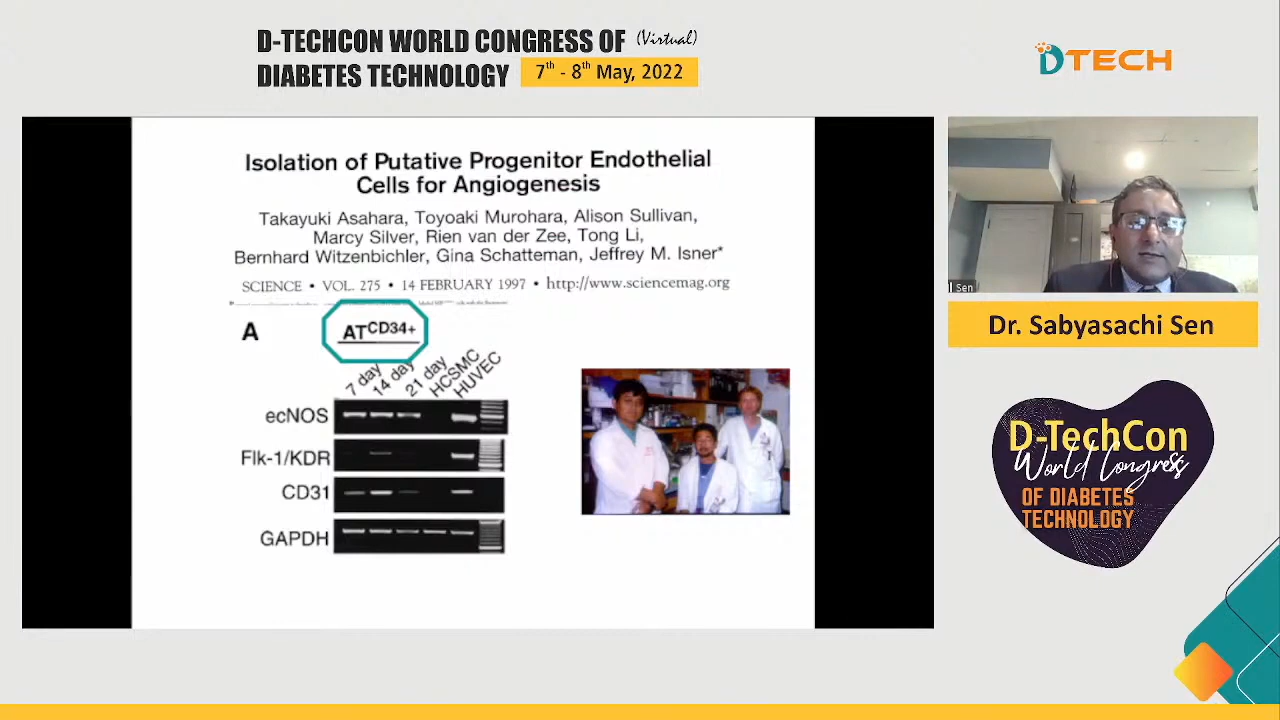 D-TECHCON WORLD CONGRESS OF (Virtual)
DIABETES TECHNOLOGY 7th - 8th May, 2022
DTECH
Isolation of Putative Progenitor Endothelial
Cells for Angiogenesis
Takayuki Asahara, Toyoaki Murohara, Alison Sullivan,
Marcy Silver, Rien van der Zee, Tong Li,
Bernhard Witzenbichler, Gina Schatteman, Jeffrey M. Isner*
SCIENCE • VOL. 275 • 14 FEBRUARY 1997 • http://www.sciencemag.org
A
ATCD34+
7 day 14 day 21 day HCSMC HUVEC
ecNOS
Flk-1/KDR
CD31
GAPDH
Sen
Dr. Sabyasachi Sen
D-TechCon
World Congress
OF DIABETES
TECHNOLOGY